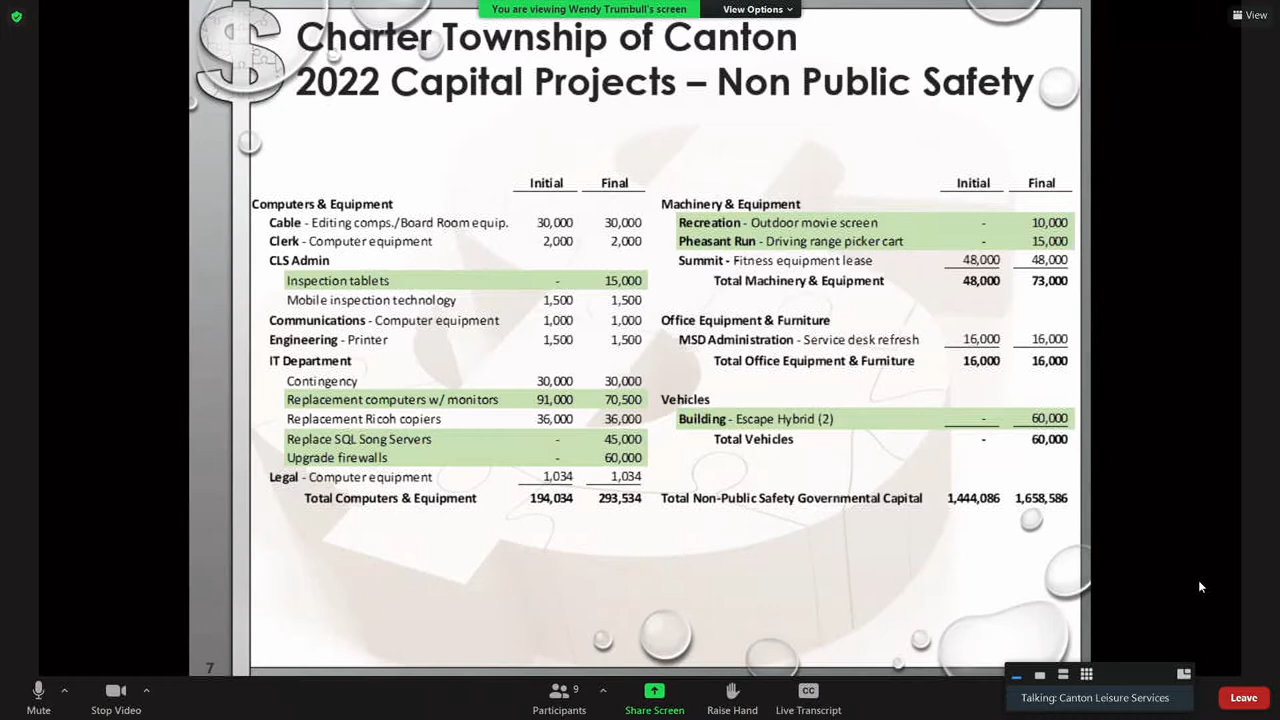 You are viewing Wendy Trumbull's screen
View Options
View
Charter Township of Canton
2022 Capital Projects – Non Public Safety
Initial Final
Computers & Equipment
Cable - Editing comps./Board Room equip. 30,000 30,000
Clerk - Computer equipment 2,000 2,000
CLS Admin
Inspection tablets - 15,000
Mobile inspection technology 1,500 1,500
Communications - Computer equipment 1,000 1,000
Engineering - Printer 1,500 1,500
IT Department
Contingency 30,000 30,000
Replacement computers w/ monitors 91,000 70,500
Replacement Ricoh copiers 36,000 36,000
Replace SQL Song Servers - 45,000
Upgrade firewalls - 60,000
Legal - Computer equipment 1,034 1,034
Total Computers & Equipment 194,034 293,534
Initial Final
Machinery & Equipment
Recreation - Outdoor movie screen - 10,000
Pheasant Run - Driving range picker cart - 15,000
Summit - Fitness equipment lease 48,000 48,000
Total Machinery & Equipment 48,000 73,000
Office Equipment & Furniture
MSD Administration - Service desk refresh 16,000 16,000
Total Office Equipment & Furniture 16,000 16,000
Vehicles
Building - Escape Hybrid (2) - 60,000
Total Vehicles - 60,000
Total Non-Public Safety Governmental Capital 1,444,086 1,658,586
7
Mute
Stop Video
9
Participants
Share Screen
Raise Hand
CC
Live Transcript
Talking: Canton Leisure Services
Leave